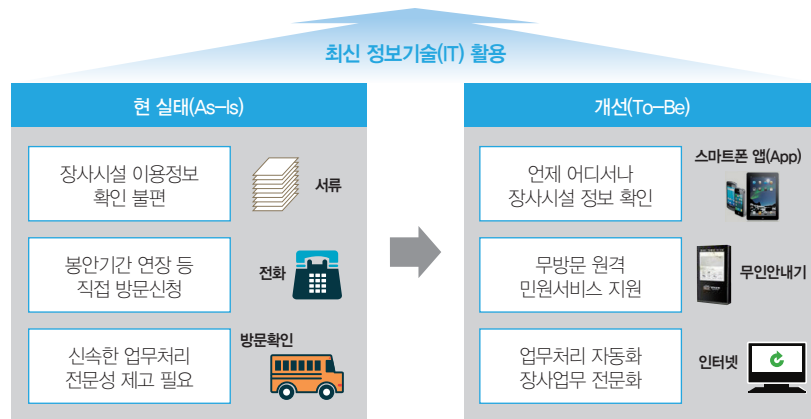 최신 정보기술(IT) 활용
현 실태(As-Is)
장사시설 이용정보
확인 불편
서류
봉안기간 연장 등
직접 방문신청
전화
신속한 업무처리
전문성 제고 필요
방문확인
개선(To-Be)
언제 어디서나
장사시설 정보 확인
스마트폰 앱(App)
무방문 원격
민원서비스 지원
무인안내기
업무처리 자동화
장사업무 전문화
인터넷